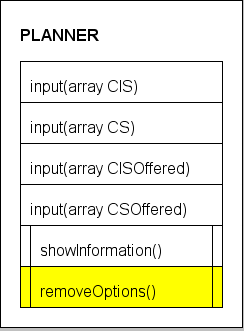 PLANNER
input(array CIS)
input(array CS)
input(array CISOffered)
input(array CSOffered)
showInformation()
removeOptions()